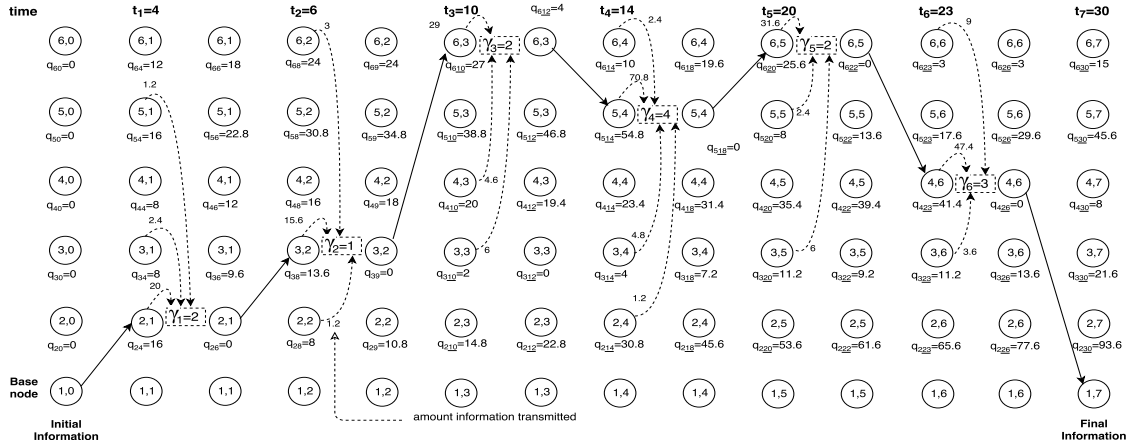 time t₁=4 t₂=6 t₃=10 q₆₁₂=4 t₄=14 t₅=20 t₆=23 t₇=30
3 29 2.4 31.6 9
6,0 6,1 6,1 6,2 6,2 6,3 γ₃=2 6,3 6,4 6,4 6,5 γ₅=2 6,5 6,6 6,6 6,7
q₆₀=0 q₆₄=12 q₆₆=18 q₆₈=24 q₆₉=24 q₆₁₀=27 q₆₁₄=10 q₆₁₈=19.6 q₆₂₀=25.6 q₆₂₂=0 q₆₂₃=3 q₆₂₆=3 q₆₃₀=15
1.2 70.8
5,0 5,1 5,1 5,2 5,2 5,3 5,3 5,4 γ₄=4 5,4 5,5 2.4 5,5 5,6 5,6 5,7
q₅₀=0 q₅₄=16 q₅₆=22.8 q₅₈=30.8 q₅₉=34.8 q₅₁₀=38.8 q₅₁₂=46.8 q₅₁₄=54.8 q₅₁₈=0 q₅₂₀=8 q₅₂₂=13.6 q₅₂₃=17.6 q₅₂₆=29.6 q₅₃₀=45.6
47.4
4,0 4,1 4,1 4,2 4,2 4,3 4.6 4,3 4,4 4,4 4,5 4,5 4,6 γ₆=3 4,6 4,7
q₄₀=0 q₄₄=8 q₄₆=12 q₄₈=16 q₄₉=18 q₄₁₀=20 q₄₁₂=19.4 q₄₁₄=23.4 q₄₁₈=31.4 q₄₂₀=35.4 q₄₂₂=39.4 q₄₂₃=41.4 q₄₂₆=0 q₄₃₀=8
2.4 15.6 4.8
3,0 3,1 3,1 3,2 γ₂=1 3,2 3,3 6 3,3 3,4 3,4 3,5 6 3,5 3,6 3.6 3,6 3,7
q₃₀=0 q₃₄=8 q₃₆=9.6 q₃₈=13.6 q₃₉=0 q₃₁₀=2 q₃₁₂=0 q₃₁₄=4 q₃₁₈=7.2 q₃₂₀=11.2 q₃₂₂=9.2 q₃₂₃=11.2 q₃₂₆=13.6 q₃₃₀=21.6
20 1.2
2,0 2,1 γ₁=2 2,1 2,2 1.2 2,2 2,3 2,3 2,4 2,4 2,5 2,5 2,6 2,6 2,7
q₂₀=0 q₂₄=16 q₂₆=0 q₂₈=8 q₂₉=10.8 q₂₁₀=14.8 q₂₁₂=22.8 q₂₁₄=30.8 q₂₁₈=45.6 q₂₂₀=53.6 q₂₂₂=61.6 q₂₂₃=65.6 q₂₂₆=77.6 q₂₃₀=93.6
Base
node
1,0 1,1 1,1 1,2 1,2 1,3 1,3 1,4 1,4 1,5 1,5 1,6 1,6 1,7
amount information transmitted
Initial
Information
Final
Information